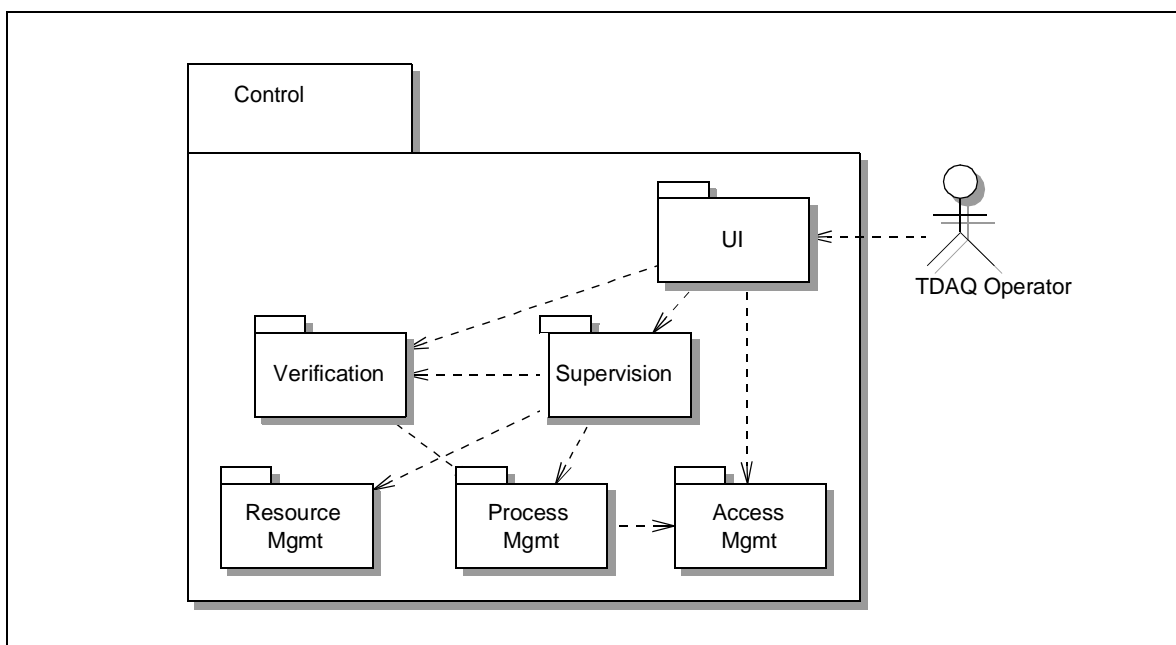 Control
UI
TDAQ Operator
Verification
Supervision
Resource
Mgmt
Process
Mgmt
Access
Mgmt